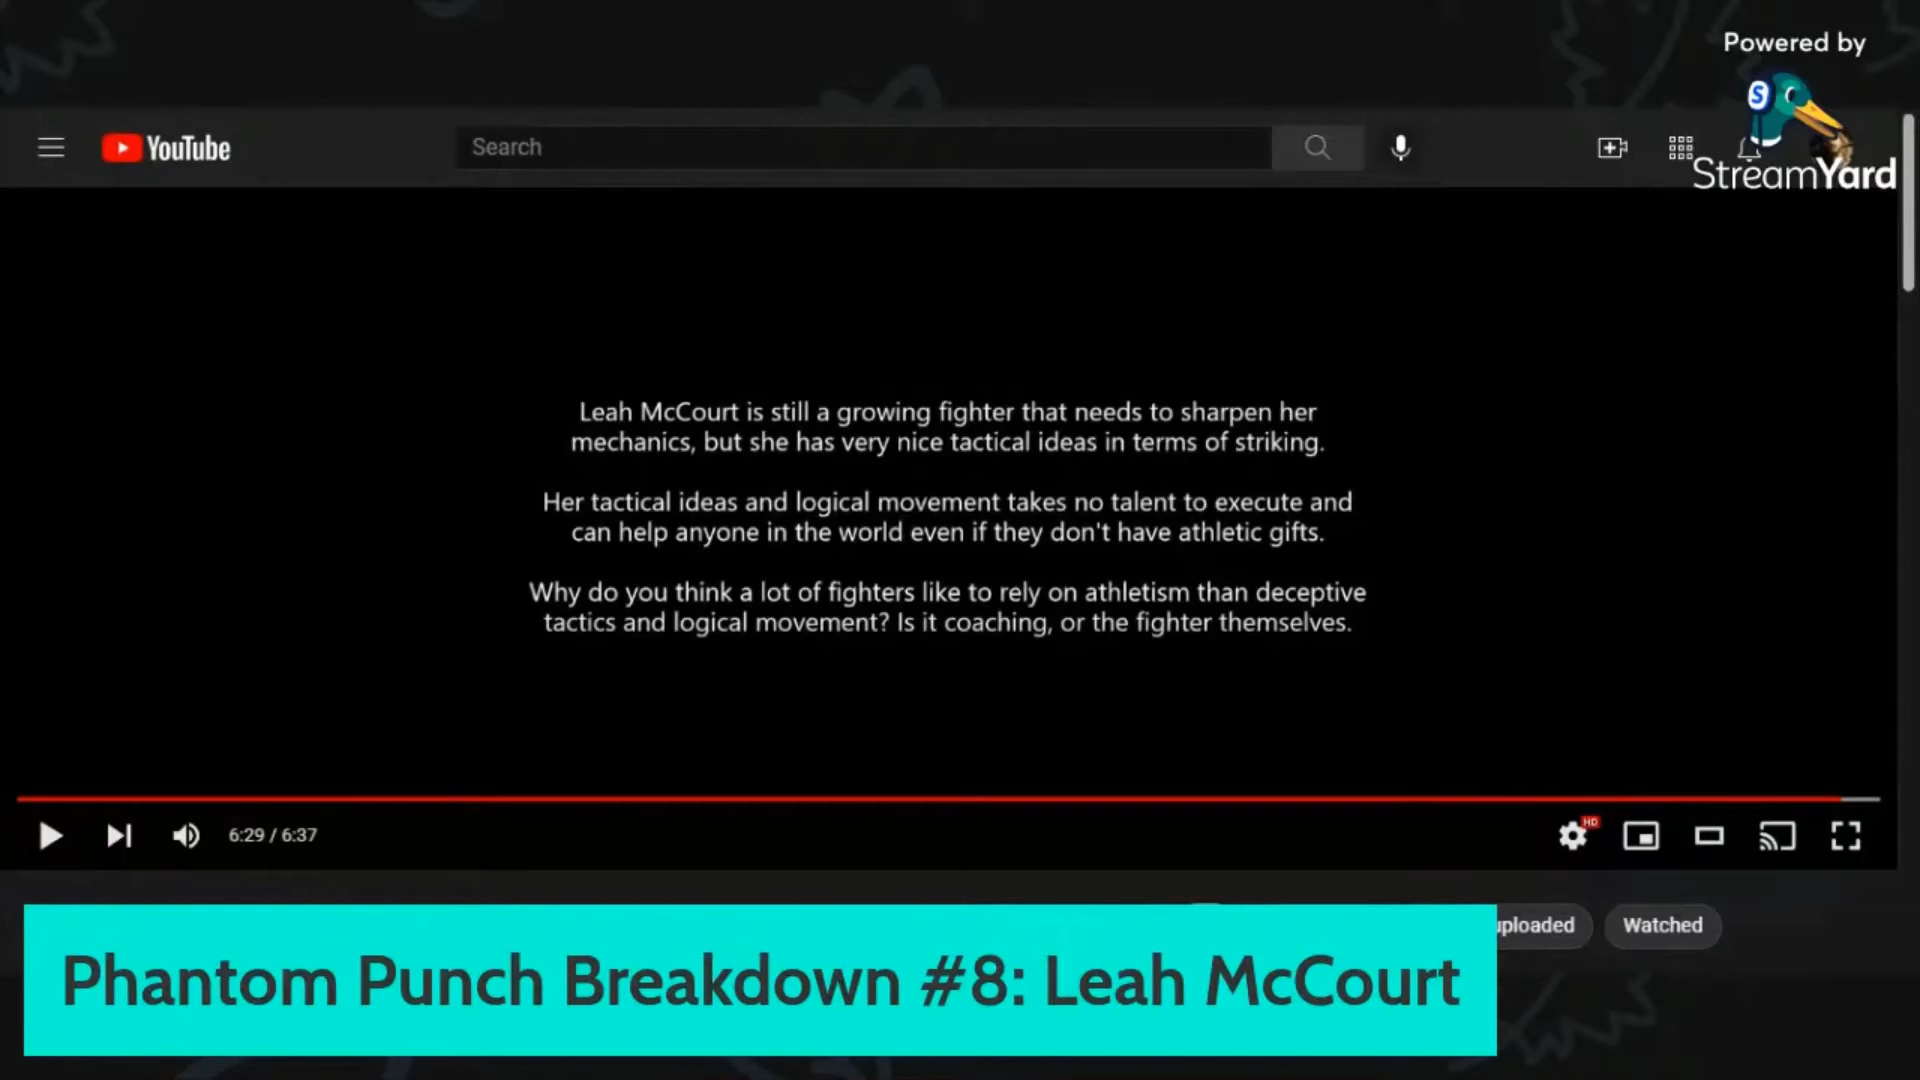 Powered by
YouTube
Search
S
StreamYard
Leah McCourt is still a growing fighter that needs to sharpen her
mechanics, but she has very nice tactical ideas in terms of striking.
Her tactical ideas and logical movement takes no talent to execute and
can help anyone in the world even if they don't have athletic gifts.
Why do you think a lot of fighters like to rely on athletism than deceptive
tactics and logical movement? Is it coaching, or the fighter themselves.
6:29 / 6:37
HD
uploaded
Watched
Phantom Punch Breakdown #8: Leah McCourt